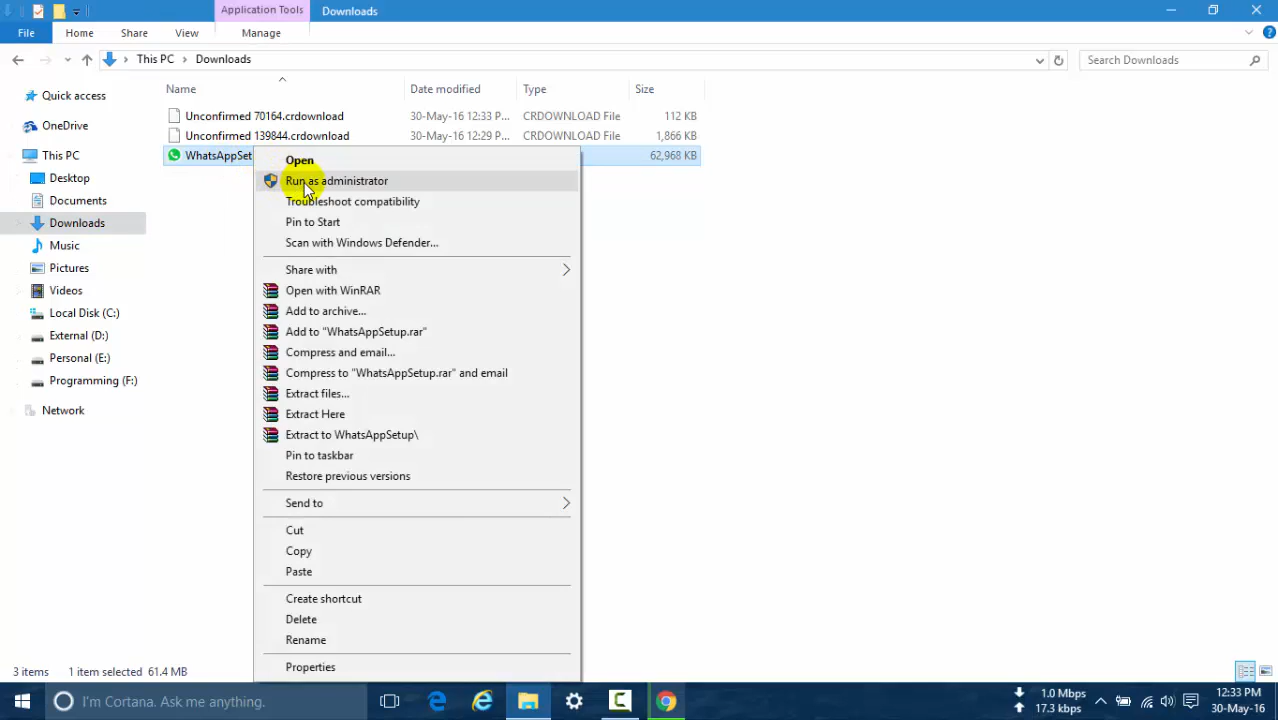 Application Tools
Downloads
File
Home
Share
View
Manage
This PC
Downloads
Search Downloads
Name
Date modified
Type
Size
Quick access
OneDrive
This PC
Desktop
Documents
Downloads
Music
Pictures
Videos
Local Disk (C:)
External (D:)
Personal (E:)
Programming (F:)
Network
Unconfirmed 70164.crdownload 30-May-16 12:33 P... CRDOWNLOAD File 112 KB
Unconfirmed 139844.crdownload 30-May-16 12:29 P... CRDOWNLOAD File 1,866 KB
WhatsAppSet 62,968 KB
Open
Run as administrator
Troubleshoot compatibility
Pin to Start
Scan with Windows Defender...
Share with
Open with WinRAR
Add to archive...
Add to "WhatsAppSetup.rar"
Compress and email...
Compress to "WhatsAppSetup.rar" and email
Extract files...
Extract Here
Extract to WhatsAppSetup\
Pin to taskbar
Restore previous versions
Send to
Cut
Copy
Paste
Create shortcut
Delete
Rename
Properties
3 items 1 item selected 61.4 MB
I'm Cortana. Ask me anything.
1.0 Mbps
17.3 kbps
12:33 PM
30-May-16